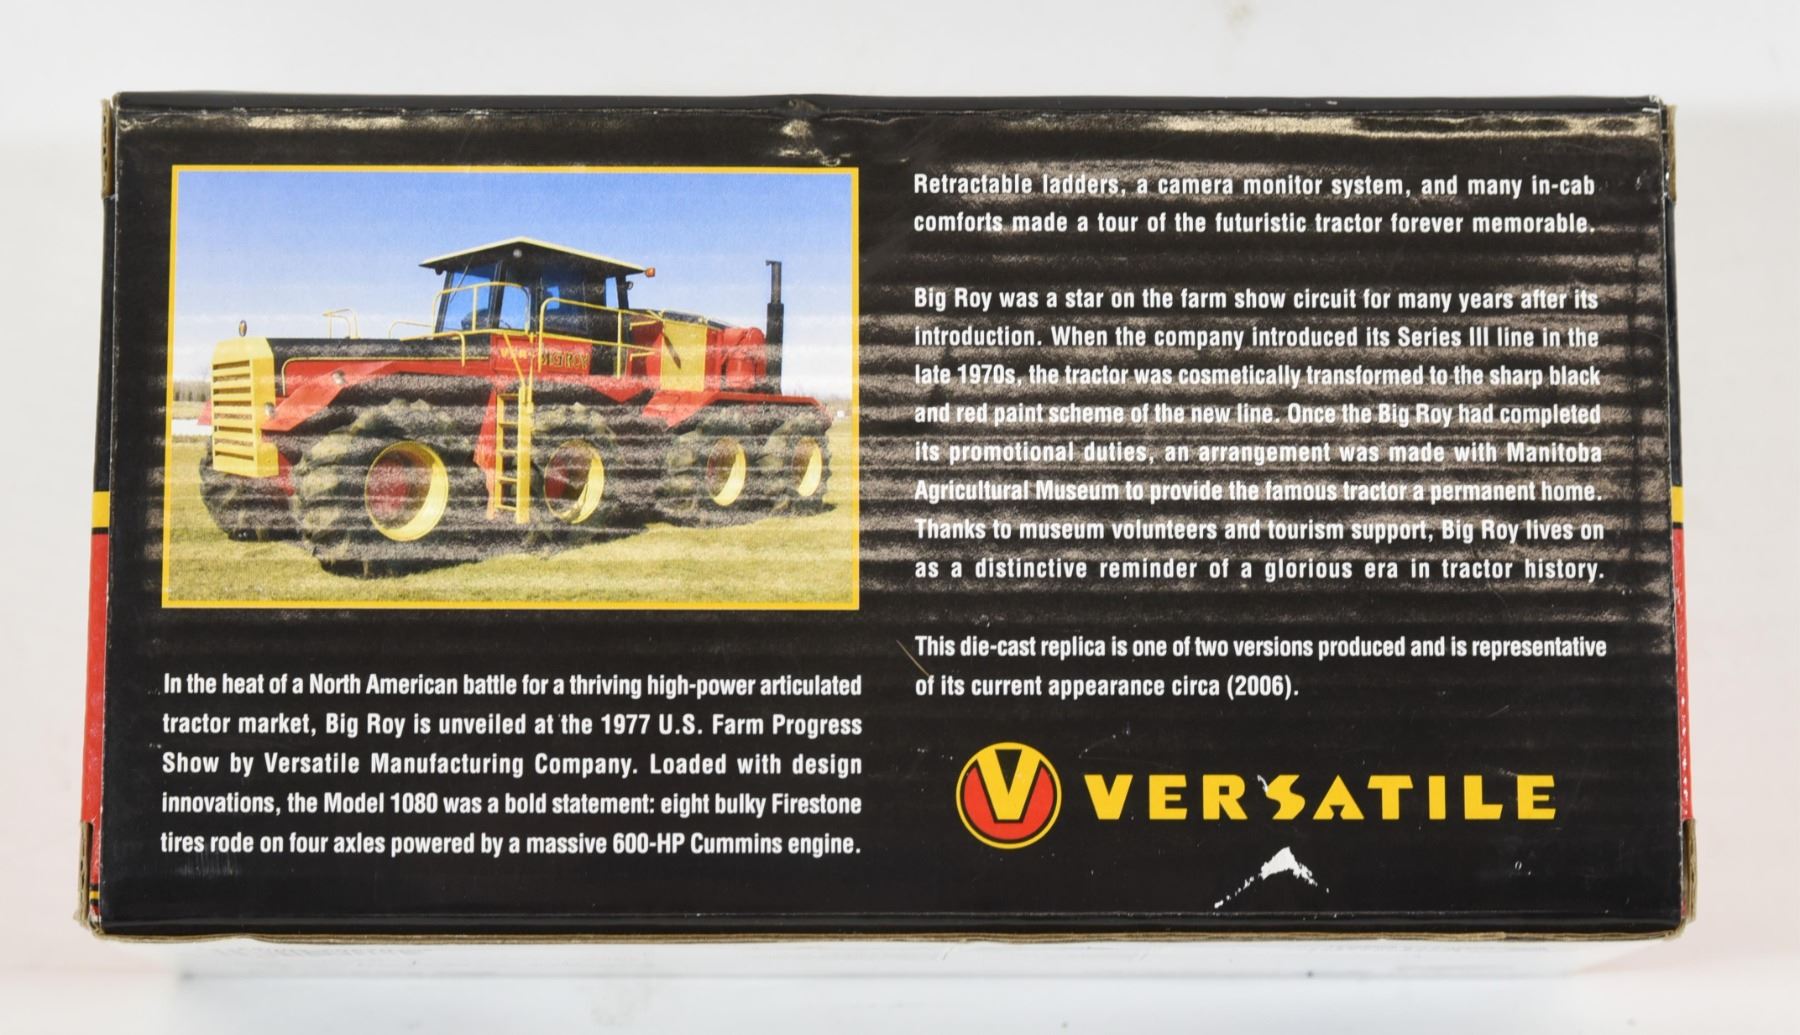 BIG ROY
In the heat of a North American battle for a thriving high-power articulated
tractor market, Big Roy is unveiled at the 1977 U.S. Farm Progress
Show by Versatile Manufacturing Company. Loaded with design
innovations, the Model 1080 was a bold statement: eight bulky Firestone
tires rode on four axles powered by a massive 600-HP Cummins engine.
Retractable ladders, a camera monitor system, and many in-cab
comforts made a tour of the futuristic tractor forever memorable.
Big Roy was a star on the farm show circuit for many years after its
introduction. When the company introduced its Series III line in the
late 1970s, the tractor was cosmetically transformed to the sharp black
and red paint scheme of the new line. Once the Big Roy had completed
its promotional duties, an arrangement was made with Manitoba
Agricultural Museum to provide the famous tractor a permanent home.
Thanks to museum volunteers and tourism support, Big Roy lives on
as a distinctive reminder of a glorious era in tractor history.
This die-cast replica is one of two versions produced and is representative
of its current appearance circa (2006).
V VERSATILE